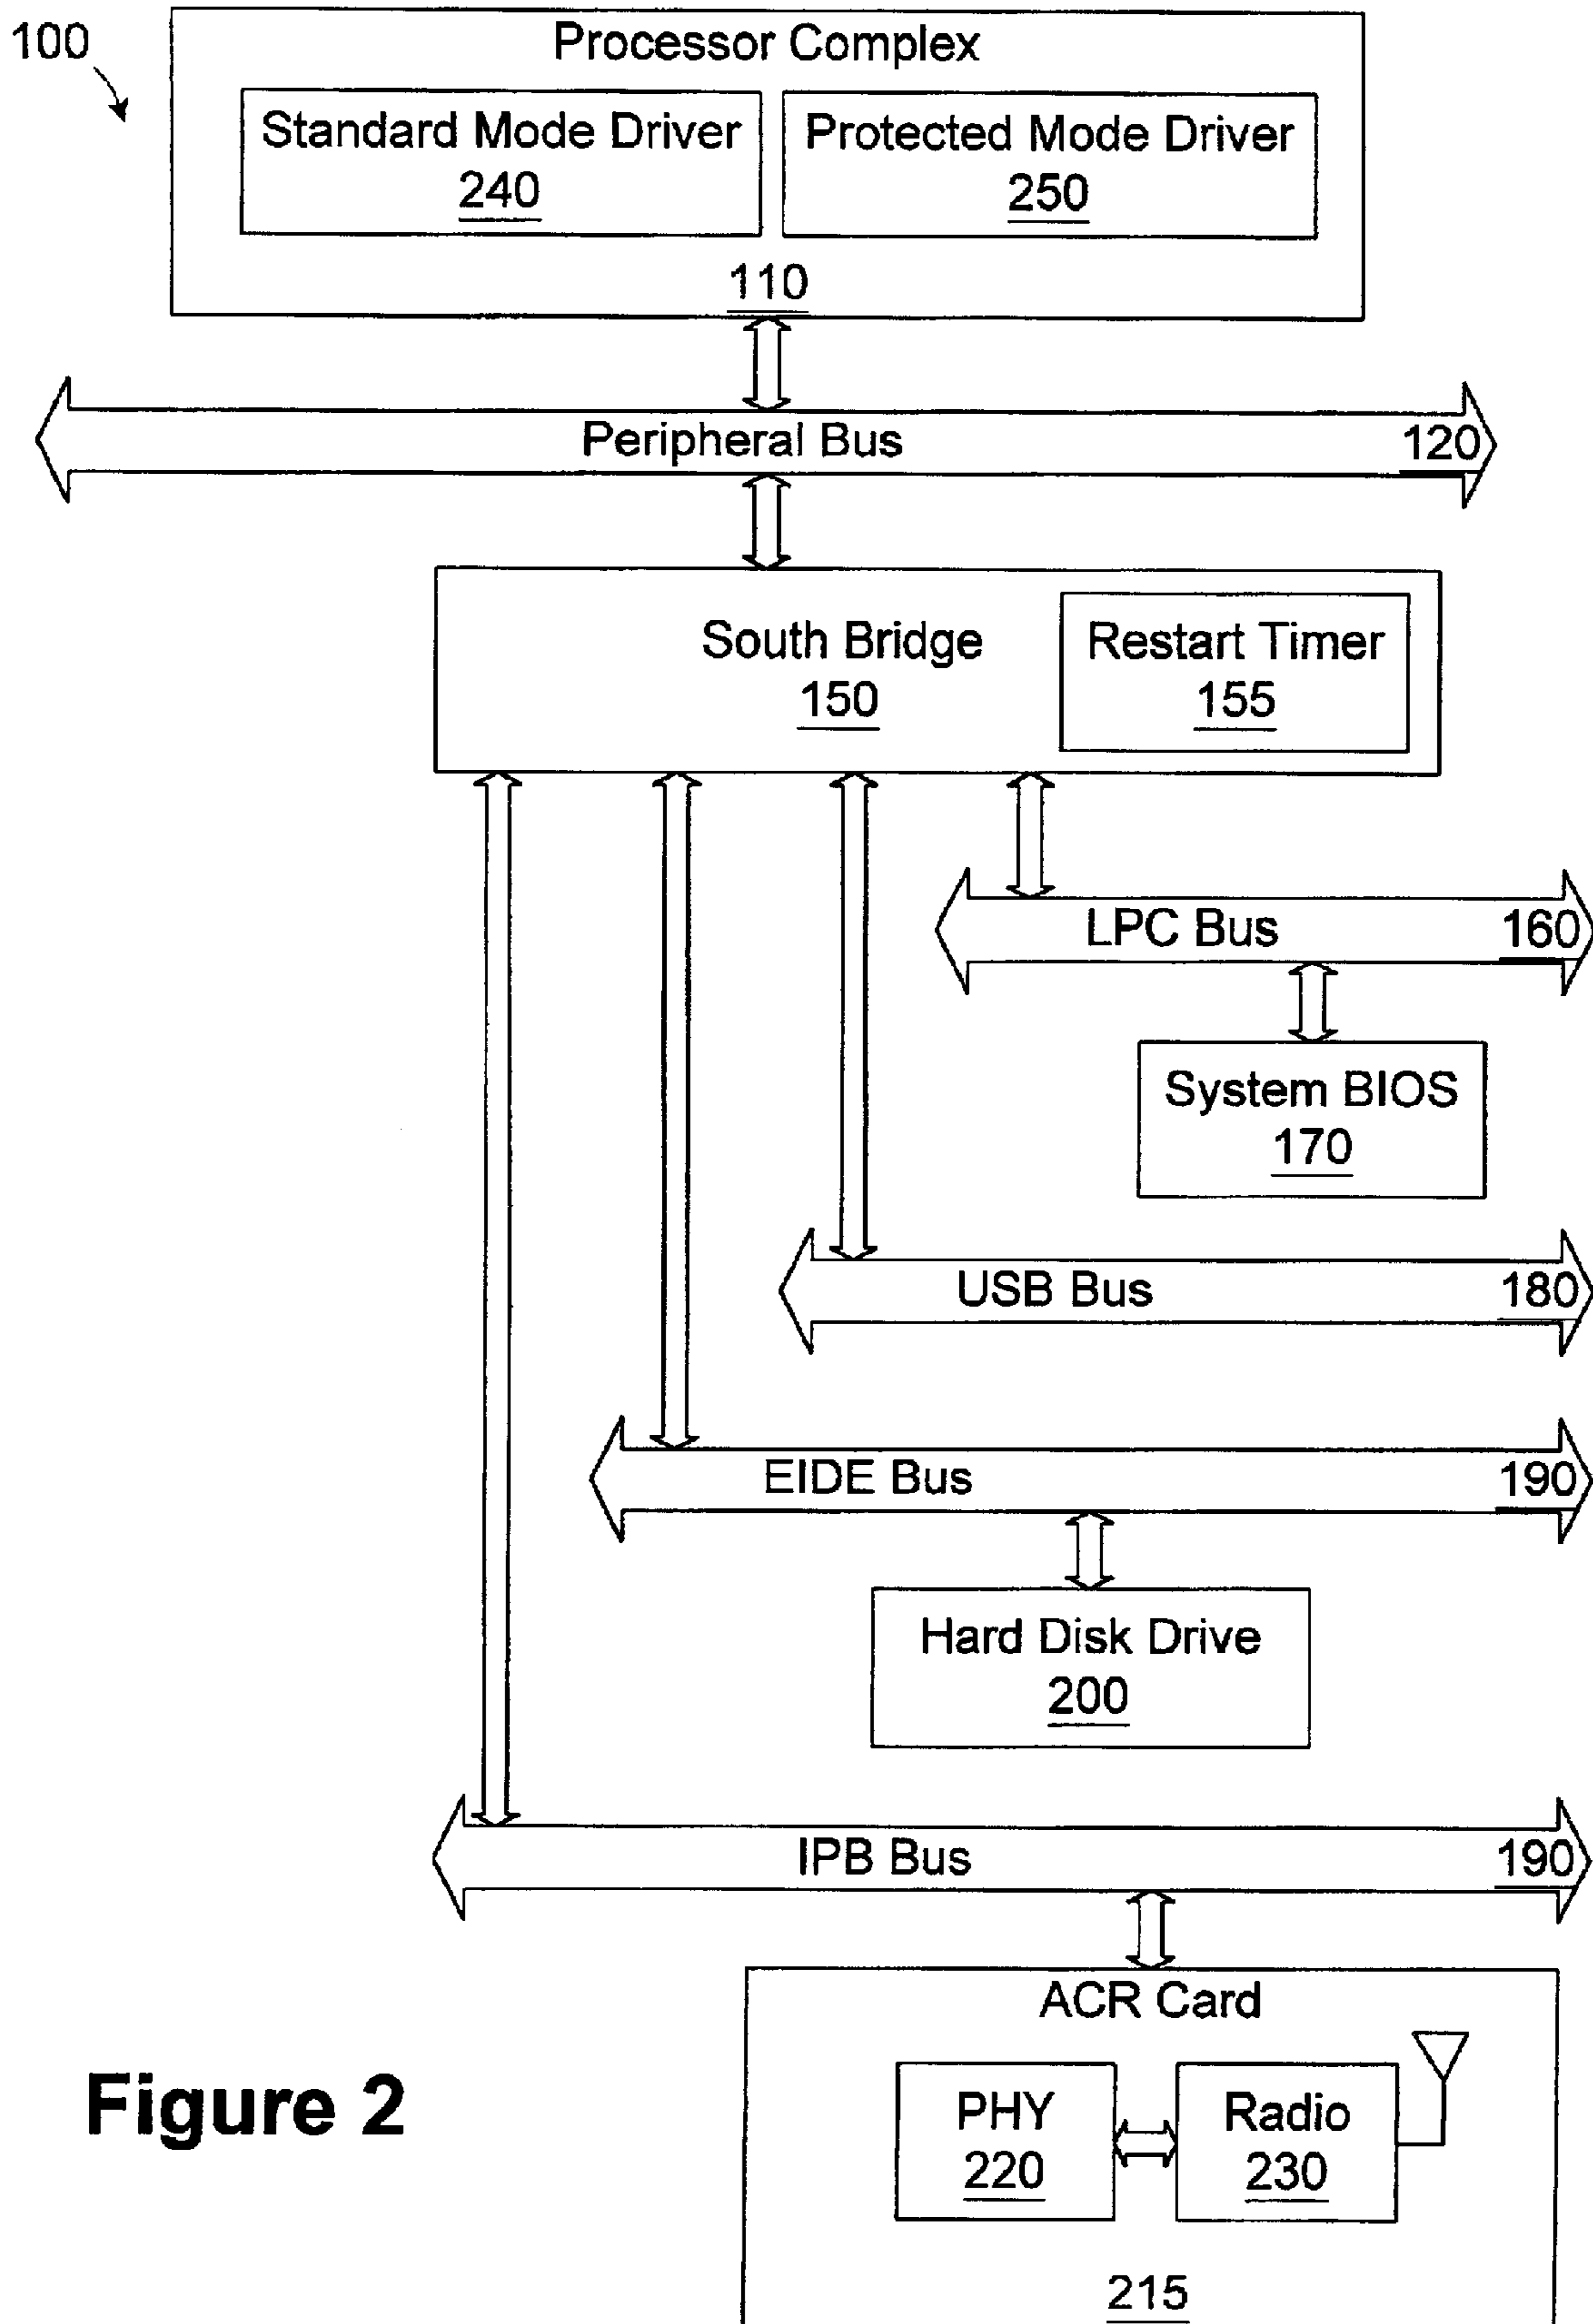 100
Processor Complex
Standard Mode Driver
240
Protected Mode Driver
250
110
Peripheral Bus 120
South Bridge
150
Restart Timer
155
LPC Bus 160
System BIOS
170
USB Bus 180
EIDE Bus 190
Hard Disk Drive
200
IPB Bus 190
ACR Card
PHY
220
Radio
230
215
Figure 2